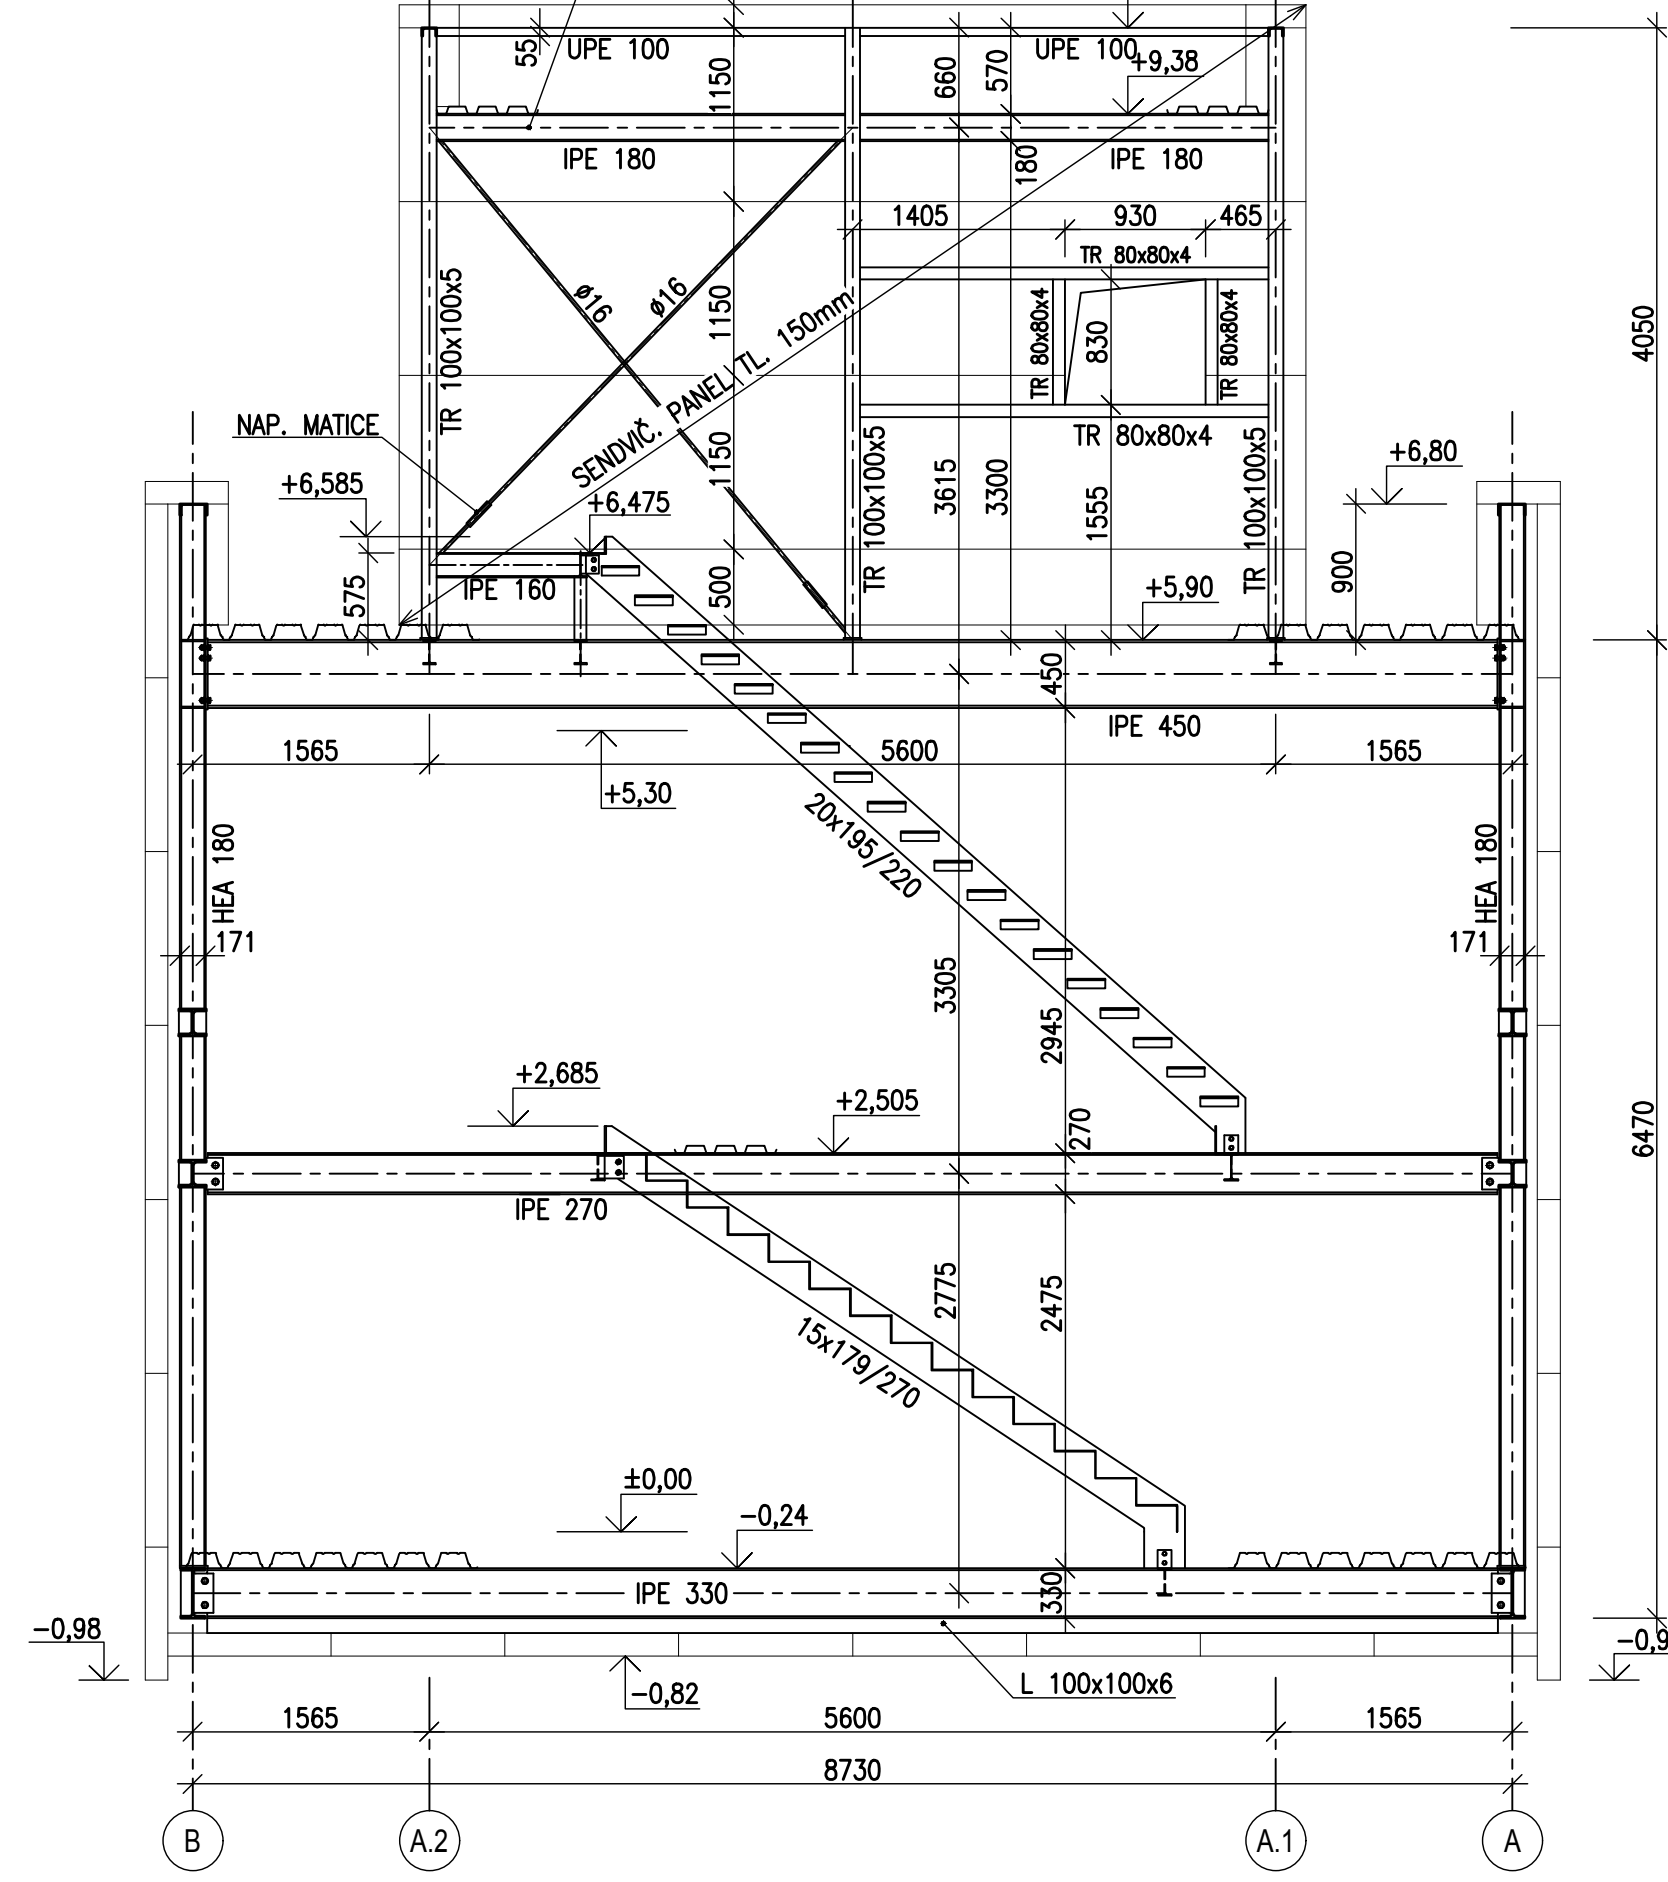 55
UPE 100
1150
660
570
UPE 100
+9,38
IPE 180
180
IPE 180
1405
930
465
TR 80x80x4
TR 100x100x5
ø16
ø16
1150
SENDVIČ. PANEL TL. 150mm
TR 80x80x4
830
TR 80x80x4
4050
NAP. MATICE
TR 80x80x4
+6,585
+6,475
1150
3615
3300
1555
TR 100x100x5
TR 100x100x5
+6,80
575
IPE 160
500
+5,90
900
450
IPE 450
1565
5600
1565
+5,30
HEA 180
20x195/220
HEA 180
171
171
3305
2945
+2,685
+2,505
270
6470
IPE 270
2775
2475
15x179/270
±0,00
-0,24
IPE 330
330
-0,98
-0,9
-0,82
L 100x100x6
1565
5600
1565
8730
B
A.2
A.1
A